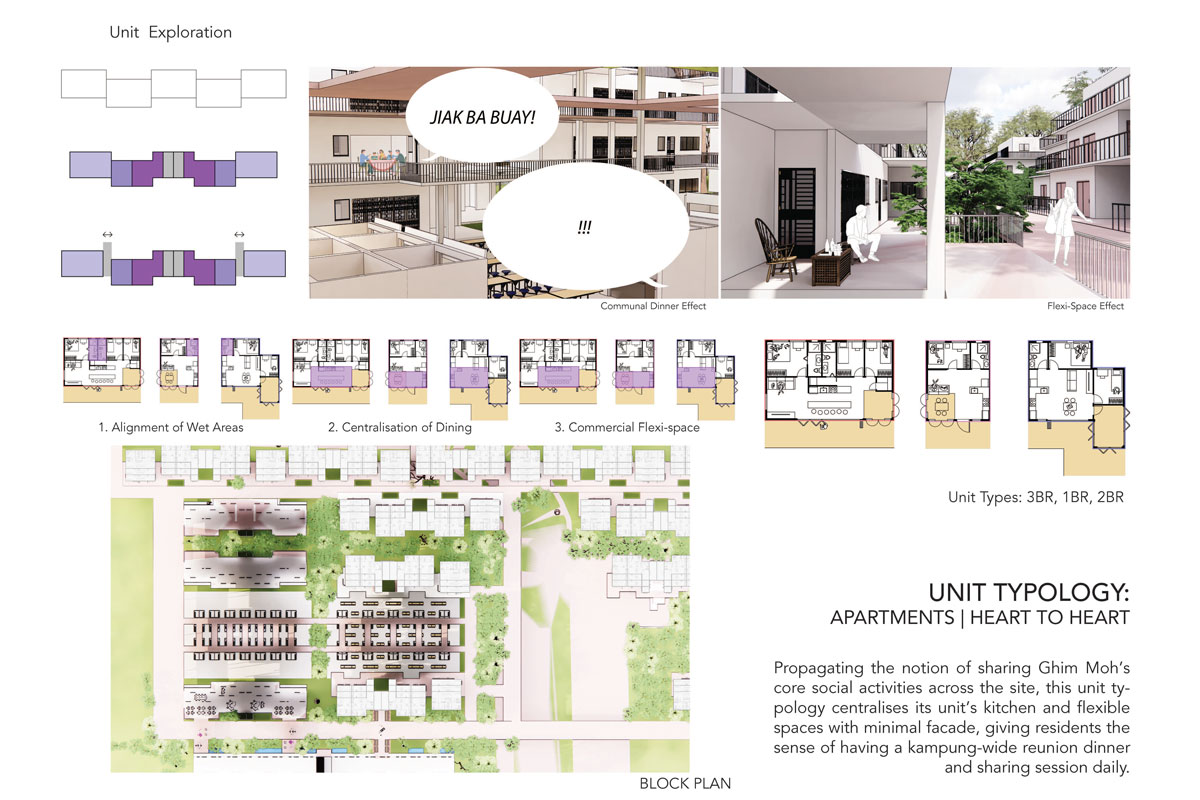 Unit Exploration
JIAK BA BUAY!
!!!
Communal Dinner Effect
Flexi-Space Effect
1. Alignment of Wet Areas
2. Centralisation of Dining
3. Commercial Flexi-space
Unit Types: 3BR, 1BR, 2BR
BLOCK PLAN
UNIT TYPOLOGY:
APARTMENTS | HEART TO HEART
Propagating the notion of sharing Ghim Moh's
core social activities across the site, this unit ty-
pology centralises its unit's kitchen and flexible
spaces with minimal facade, giving residents the
sense of having a kampung-wide reunion dinner
and sharing session daily.